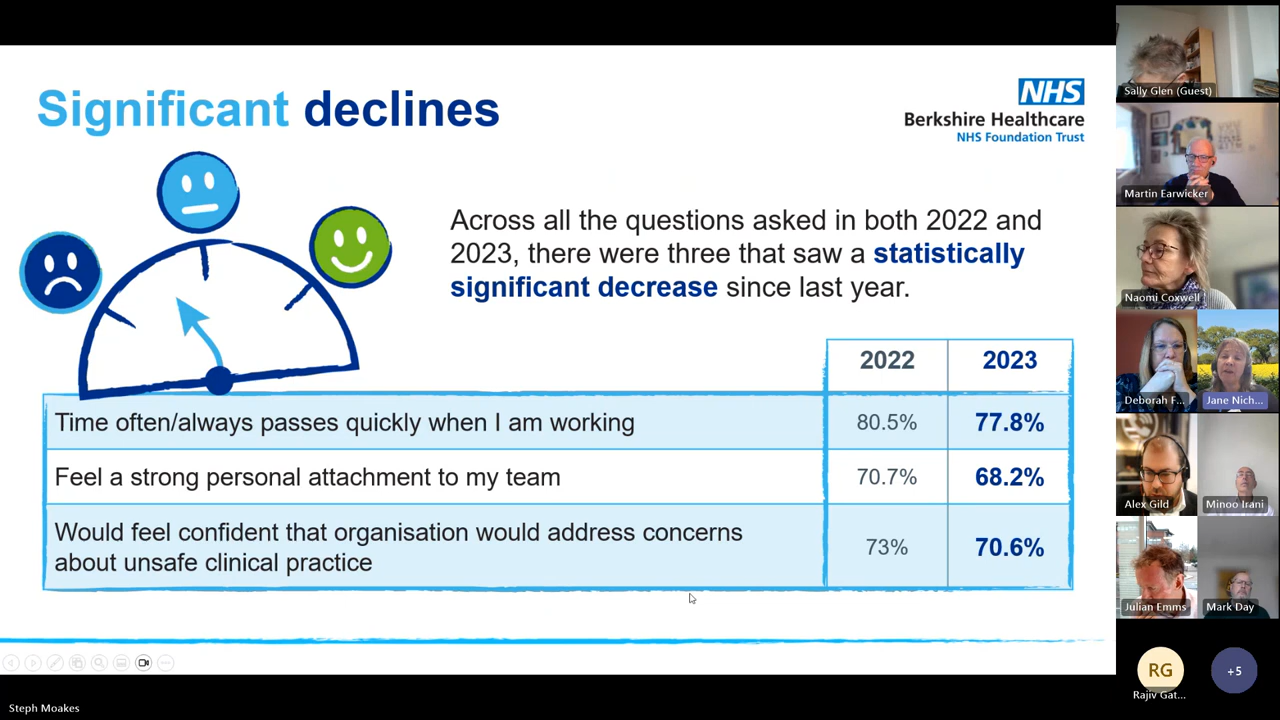 Significant declines
NHS
Berkshire Healthcare
NHS Foundation Trust
Across all the questions asked in both 2022 and
2023, there were three that saw a statistically
significant decrease since last year.
2022 2023
Time often/always passes quickly when I am working 80.5% 77.8%
Feel a strong personal attachment to my team 70.7% 68.2%
Would feel confident that organisation would address concerns
about unsafe clinical practice 73% 70.6%
Steph Moakes
Sally Glen (Guest)
Martin Earwicker
Naomi Coxwell
Deborah F... Jane Nich...
Alex Gild Minoo Irani
Julian Emms Mark Day
RG +5
Rajiv Gat...